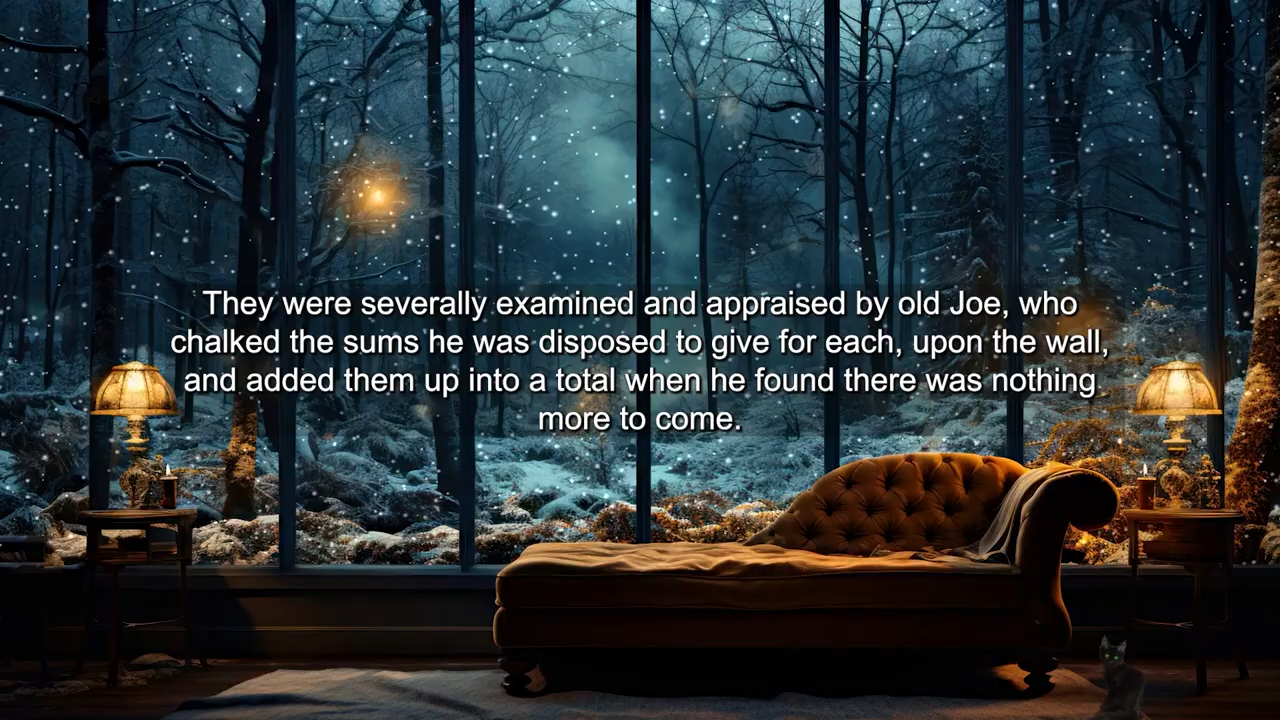 They were severally examined and appraised by old Joe, who
chalked the sums he was disposed to give for each, upon the wall,
and added them up into a total when he found there was nothing
more to come.